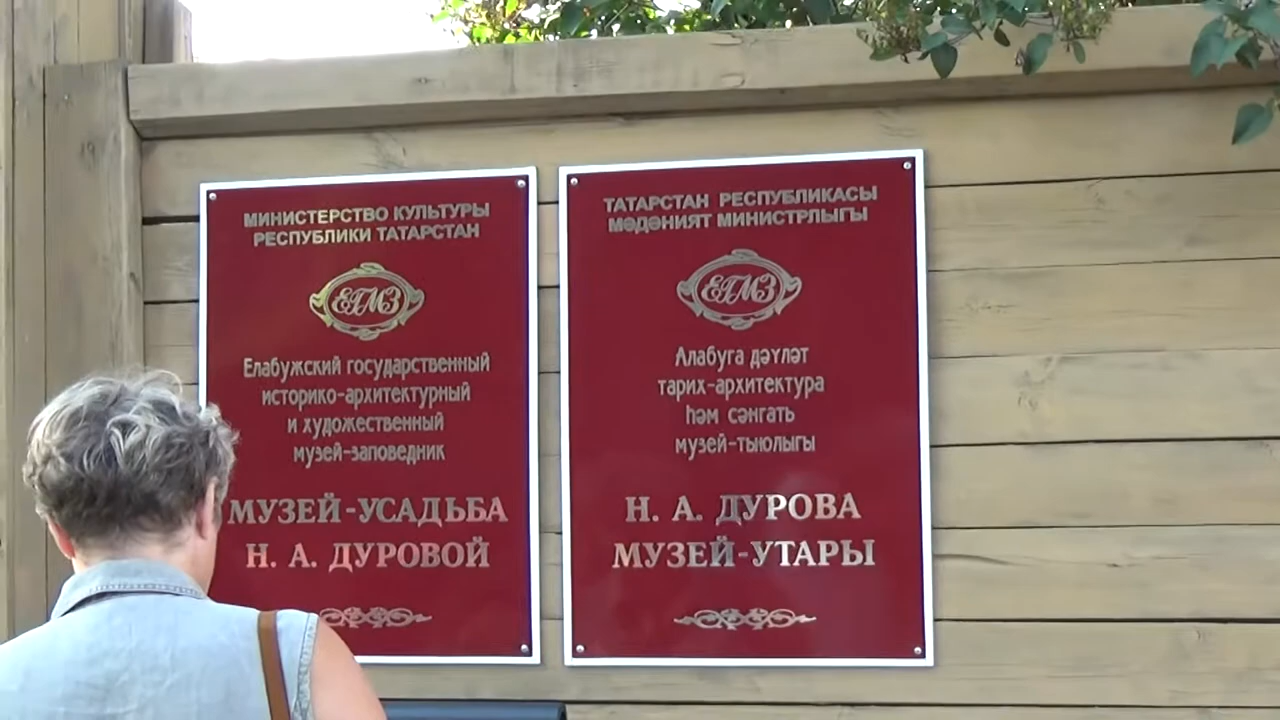 МИНИСТЕРСТВО КУЛЬТУРЫ
РЕСПУБЛИКИ ТАТАРСТАН
ЕГМЗ
Елабужский государственный
историко-архитектурный
и художественный
музей-заповедник
МУЗЕЙ-УСАДЬБА
Н. А. ДУРОВОЙ
ТАТАРСТАН РЕСПУБЛИКАСЫ
МӘДӘНИЯТ МИНИСТРЛЫГЫ
ЕГМЗ
Алабуга дәүләт
тарих-архитектура
һәм сәнгать
музей-тыюлыгы
Н. А. ДУРОВА
МУЗЕЙ-УТАРЫ